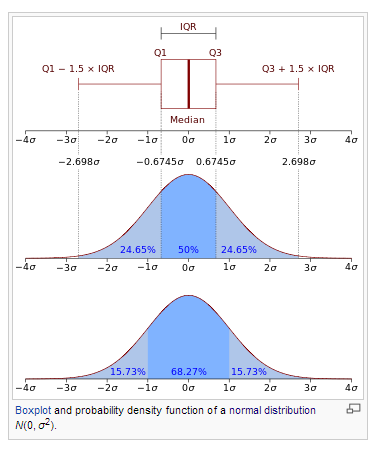 IQR
Q1 Q3
Q1 − 1.5 × IQR Q3 + 1.5 × IQR
Median
−4σ −3σ −2σ −1σ 0σ 1σ 2σ 3σ 4σ
−2.698σ −0.6745σ 0.6745σ 2.698σ
24.65% 50% 24.65%
−4σ −3σ −2σ −1σ 0σ 1σ 2σ 3σ 4σ
15.73% 68.27% 15.73%
−4σ −3σ −2σ −1σ 0σ 1σ 2σ 3σ 4σ
Boxplot and probability density function of a normal distribution
N(0, σ²).